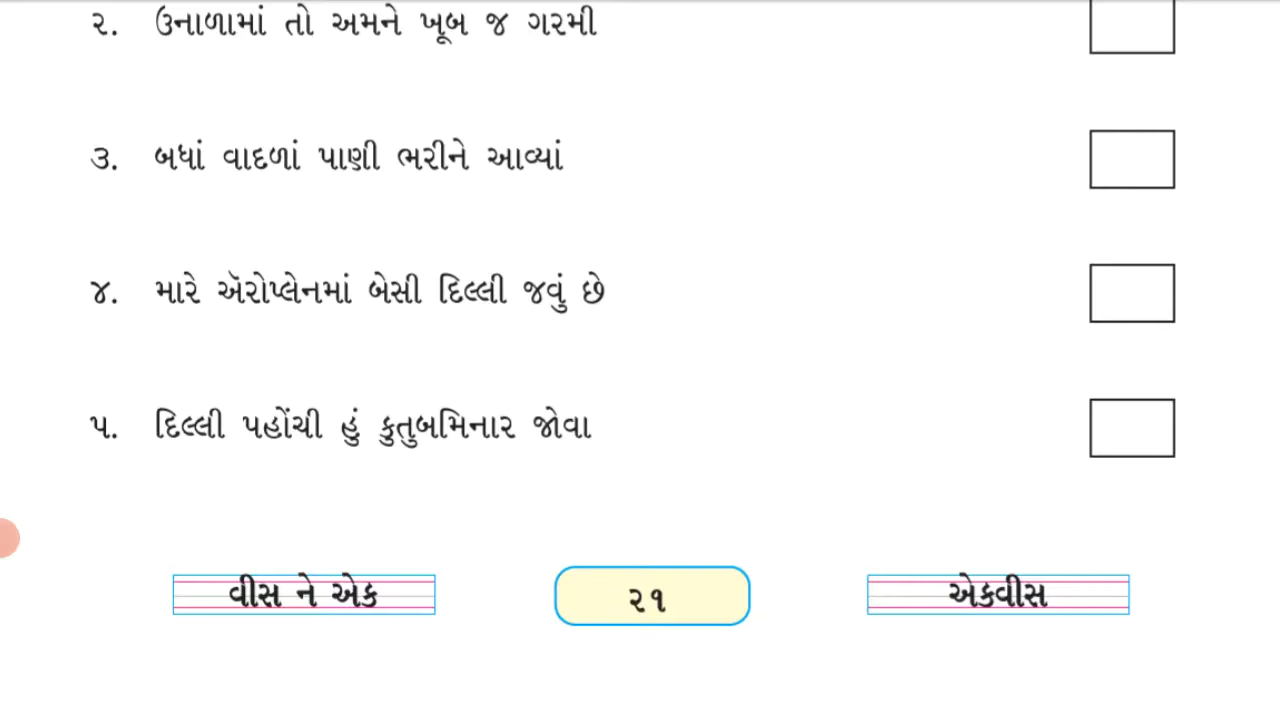 ૨. ઉનાળામાં તો અમને ખૂબ જ ગરમી
૩. બધાં વાદળાં પાણી ભરીને આવ્યાં
૪. મારે ઍરોપ્લેનમાં બેસી દિલ્લી જવું છે
૫. દિલ્લી પહોંચી હું કુતુબમિનાર જોવા
વીસ ને એક ૨૧ એકવીસ